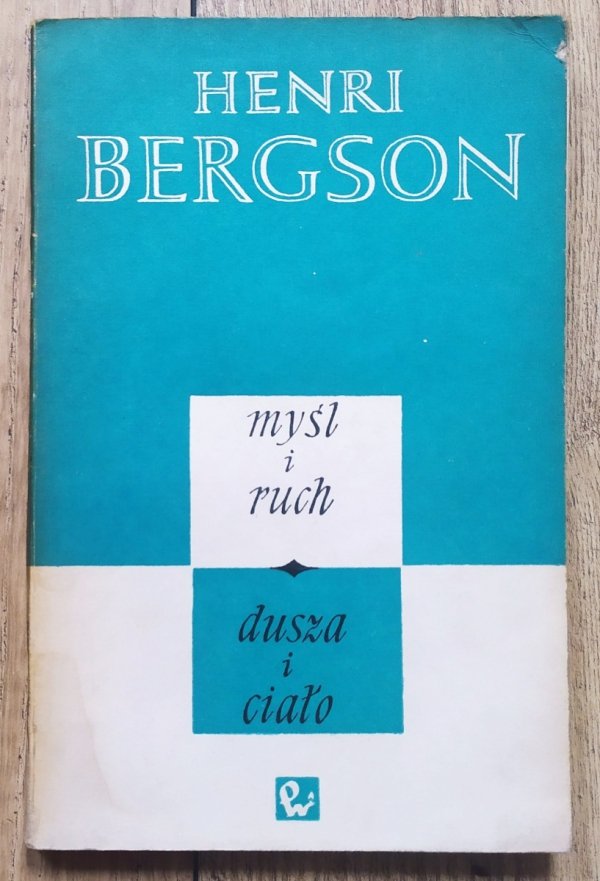 HENRI
BERGSON
myśl
i
ruch
dusza
i
ciało